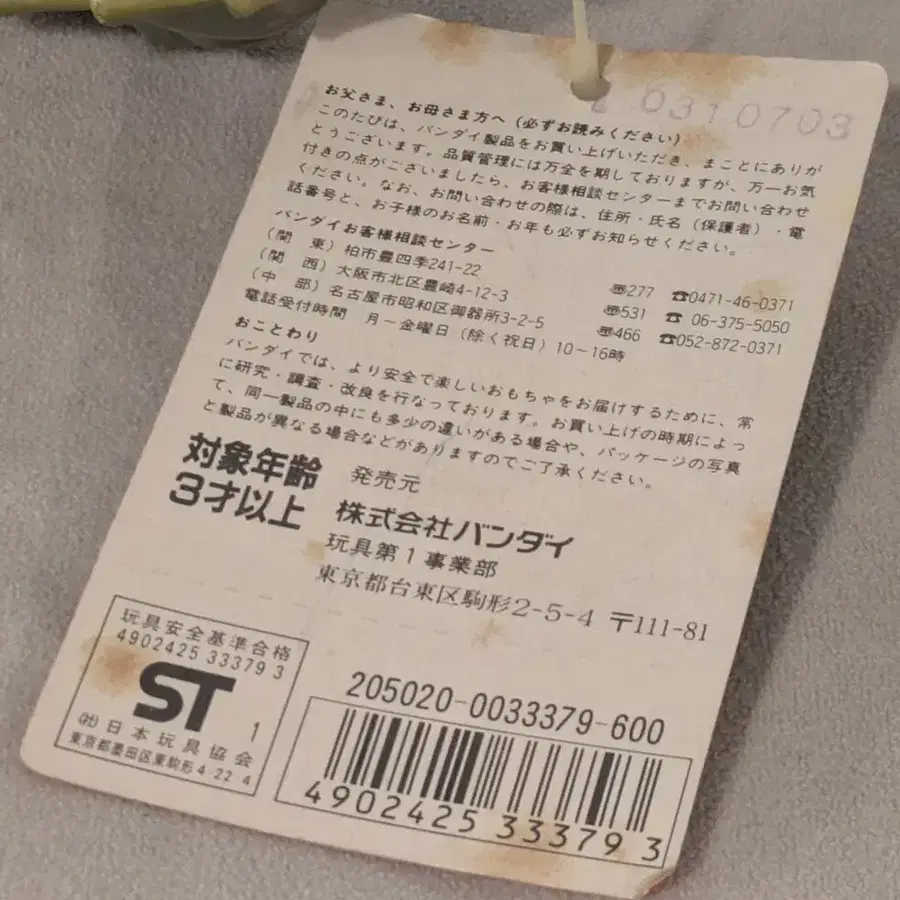 2 0310703
お父さま、お母さま方へ(必ずお読みください)
このたびは、バンダイ製品をお買い上げいただき、まことにありが
とうございます。品質管理には万全を期しておりますが、万一お気
付きの点がございましたら、お客様相談センターまでお問い合わせ
ください。なお、お問い合わせの際は、住所・氏名(保護者)・電
話番号と、お子様のお名前・お年も必ずお知らせください。
バンダイお客様相談センター
(関 東)柏市豊四季241-22 〠277 ☎0471-46-0371
(関 西)大阪市北区豊崎4-12-3 〠531 ☎ 06-375-5050
(中 部)名古屋市昭和区御器所3-2-5 〠466 ☎052-872-0371
電話受付時間 月−金曜日(除く祝日)10−16時
おことわり
バンダイでは、より安全で楽しいおもちゃをお届けするために、常
に研究・調査・改良を行なっております。お買い上げの時期によっ
て、同一製品の中にも多少の違いがある場合や、パッケージの写真
と製品が異なる場合などがありますのでご了承ください。
対象年齢
3才以上
発売元
株式会社バンダイ
玩具第1事業部
東京都台東区駒形2-5-4 〒111-81
玩具安全基準合格
4902425 33379 3
ST 1
㈳日本玩具協会
東京都墨田区東駒形4-22-4
205020-0033379-600
4902425 333793